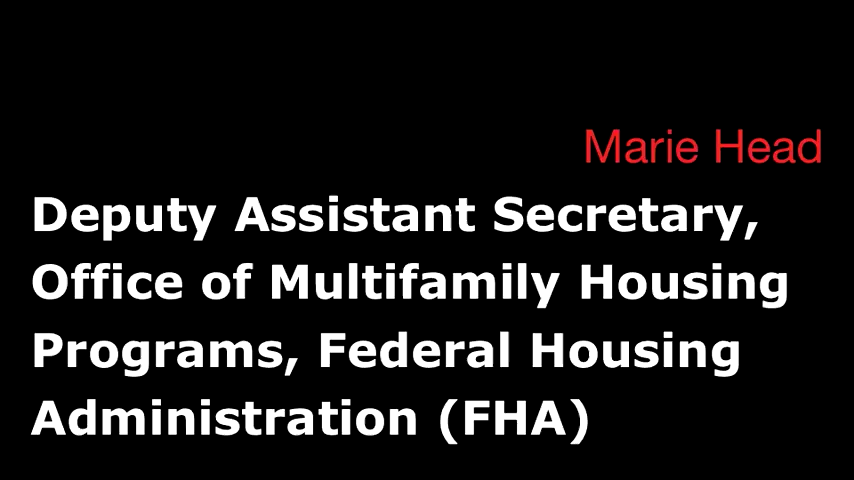 Marie Head
Deputy Assistant Secretary,
Office of Multifamily Housing
Programs, Federal Housing
Administration (FHA)